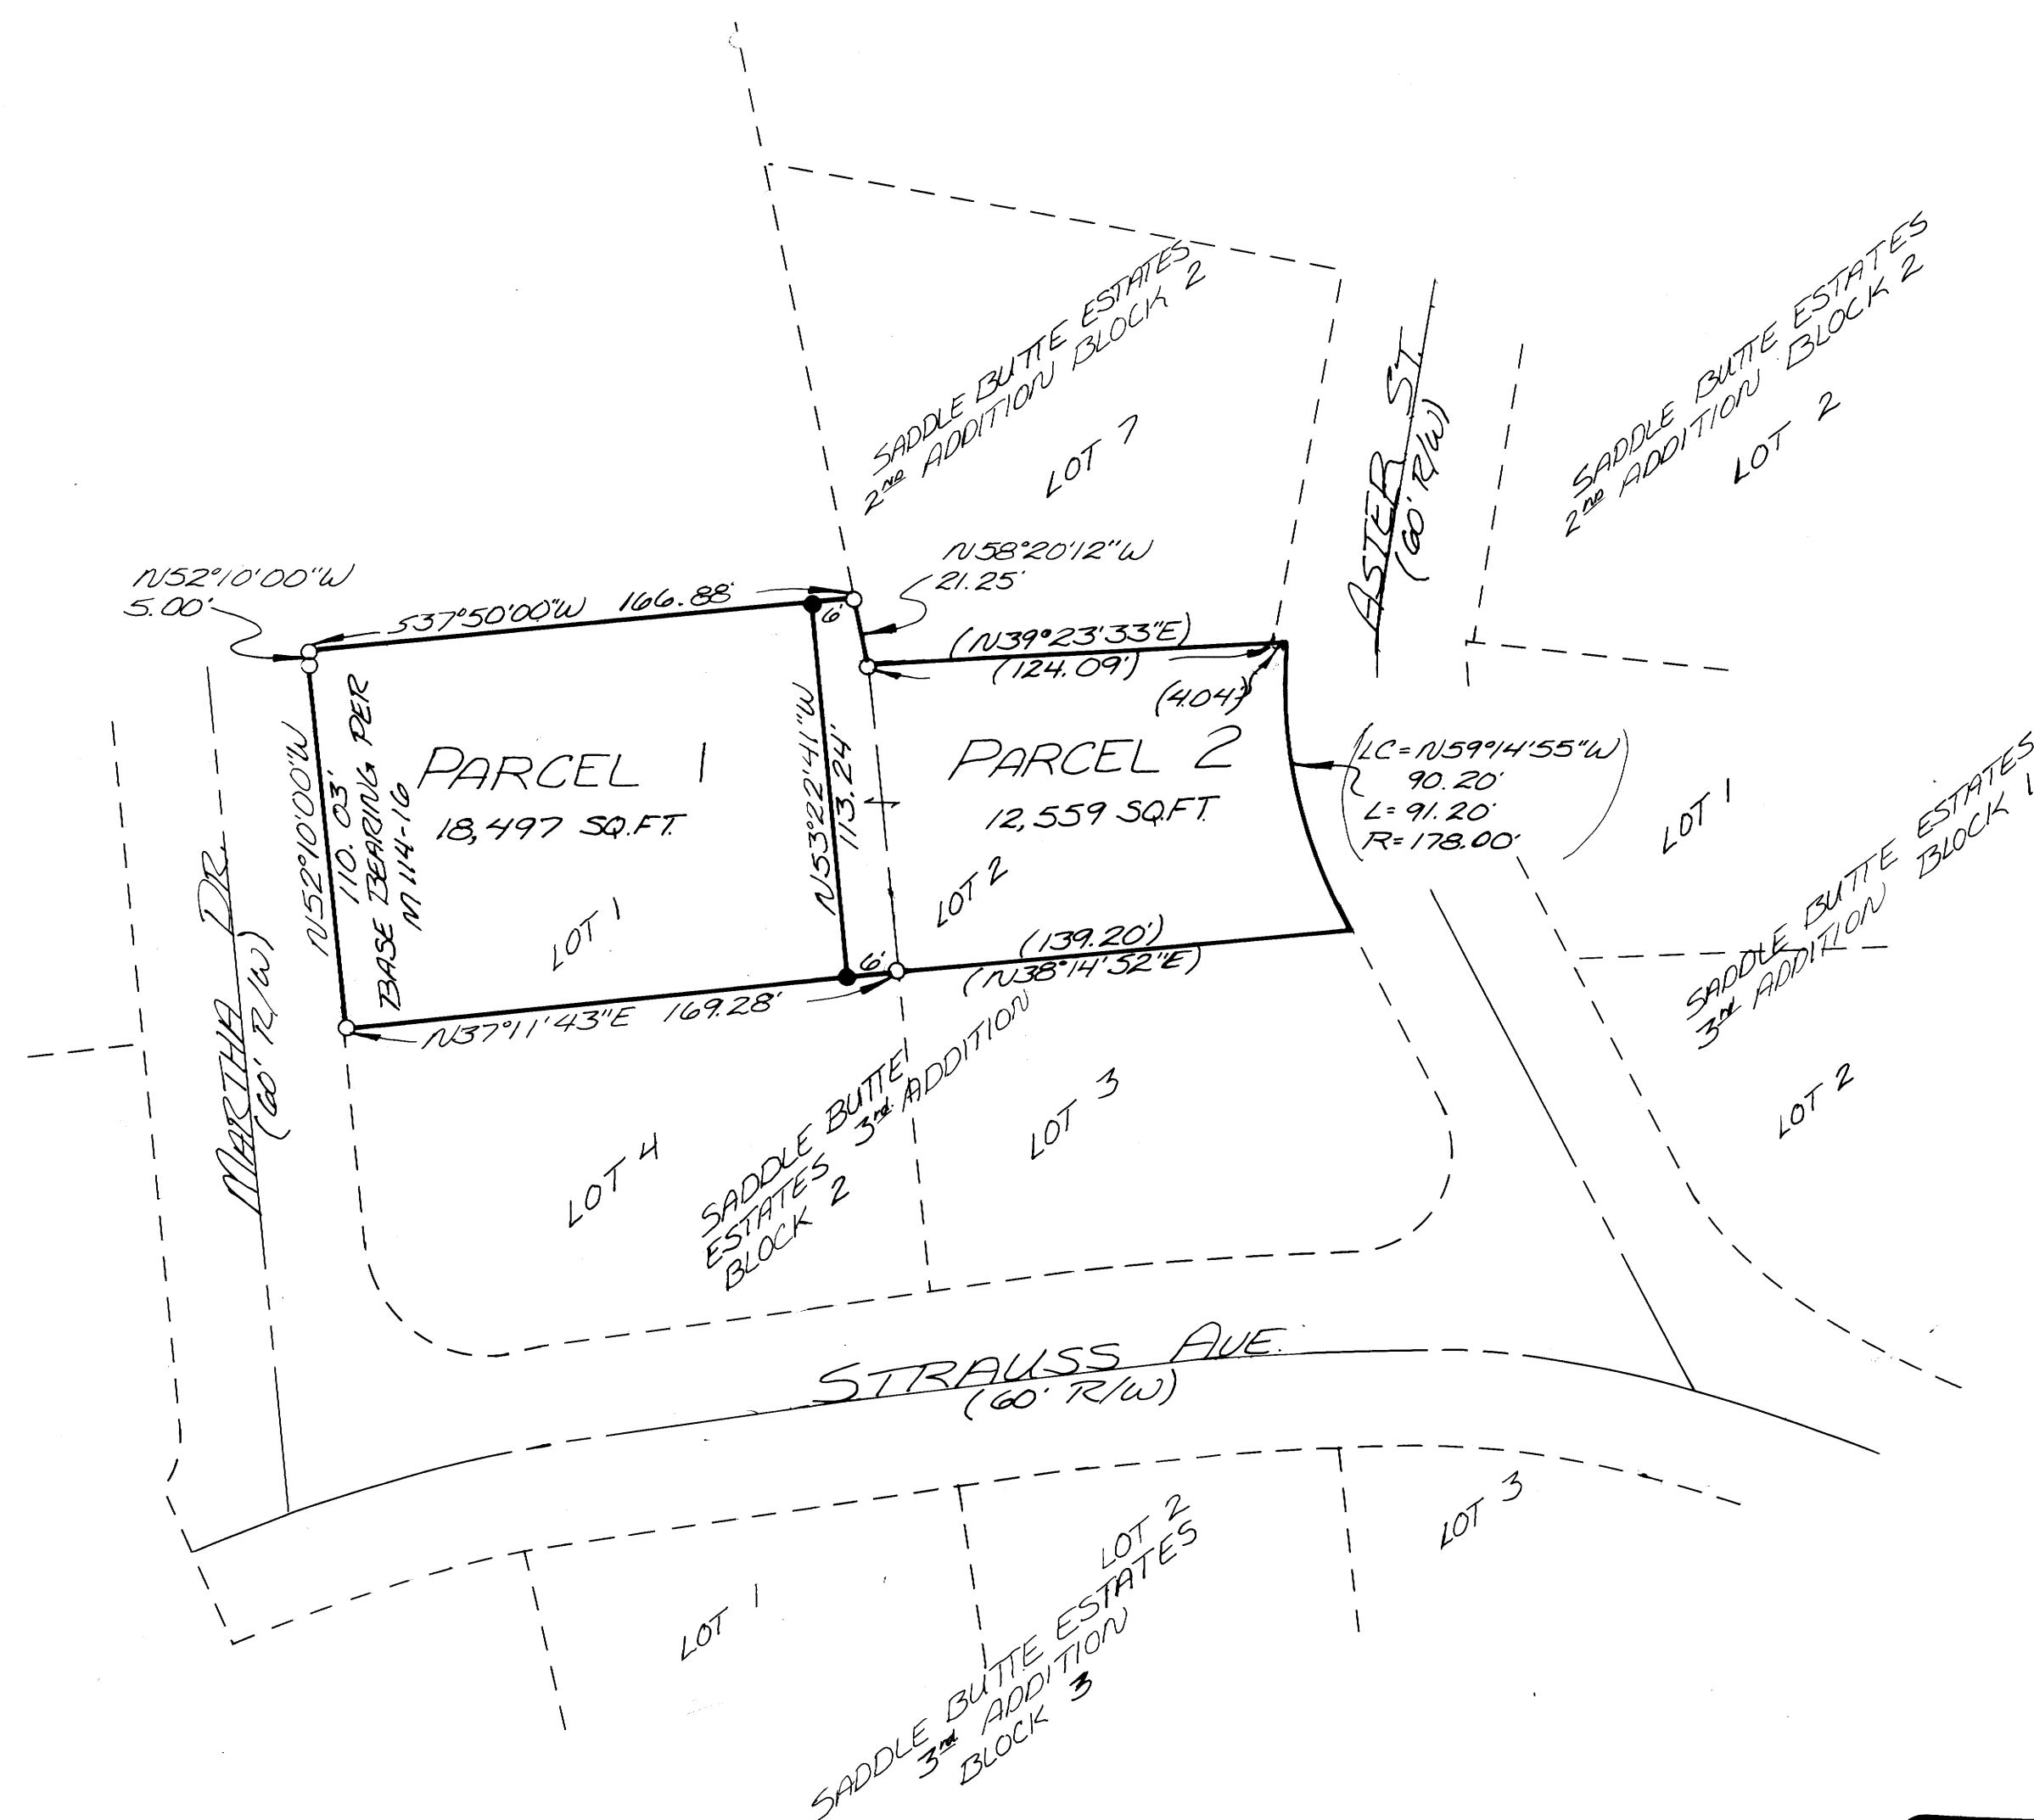 SADDLE BUTTE ESTATES
2ND ADDITION BLOCK 2
LOT 7
ASTER ST.
(60' R/W)
SADDLE BUTTE ESTATES
2ND ADDITION BLOCK 2
LOT 2
N52°10'00"W
5.00'
S37°50'00"W 166.88'
6'
N58°20'12"W
21.25'
(N39°23'33"E)
(124.09')
(4.04')
N52°10'00"W
110.03'
BASE BEARING PER
M114-16
PARCEL 1
18,497 SQ.FT.
LOT 1
N53°22'41"W
113.24'
PARCEL 2
12,559 SQ.FT.
LOT 2
(LC=N59°14'55"W
90.20'
L=91.20'
R=178.00')
LOT 1
SADDLE BUTTE ESTATES
3rd ADDITION BLOCK 1
LOT 2
MARTHA DR.
(60' R/W)
6'
(139.20')
(N38°14'52"E)
N37°11'43"E 169.28'
LOT 4
SADDLE BUTTE
ESTATES 3rd. ADDITION
BLOCK 2
LOT 3
STRAUSS AVE.
(60' R/W)
LOT 1
LOT 2
SADDLE BUTTE ESTATES
3rd ADDITION
BLOCK 3
LOT 3